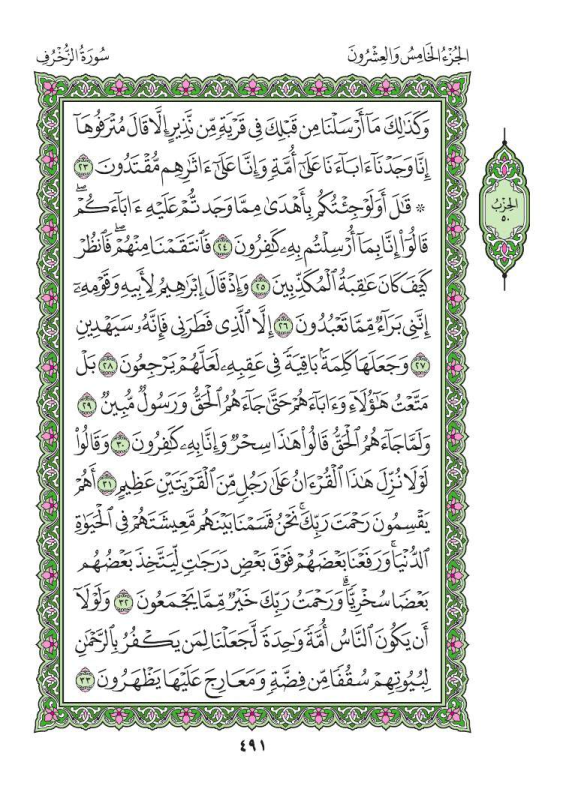 سُورَةُ الزُّخْرُفِ
الجُزْءُ الخَامِسُ وَالعِشْرُونَ
وَكَذَٰلِكَ مَآ أَرْسَلْنَا مِن قَبْلِكَ فِي قَرْيَةٖ مِّن نَّذِيرٍ إِلَّا قَالَ مُتْرَفُوهَآ
إِنَّا وَجَدْنَآ ءَابَآءَنَا عَلَىٰٓ أُمَّةٖ وَإِنَّا عَلَىٰٓ ءَاثَٰرِهِم مُّقْتَدُونَ ٢٣
۞ قَٰلَ أَوَلَوْ جِئْتُكُم بِأَهْدَىٰ مِمَّا وَجَدتُّمْ عَلَيْهِ ءَابَآءَكُمْۖ
قَالُوٓاْ إِنَّا بِمَآ أُرْسِلْتُم بِهِۦ كَٰفِرُونَ ٢٤ فَٱنتَقَمْنَا مِنْهُمْۖ فَٱنظُرْ
كَيْفَ كَانَ عَٰقِبَةُ ٱلْمُكَذِّبِينَ ٢٥ وَإِذْ قَالَ إِبْرَٰهِيمُ لِأَبِيهِ وَقَوْمِهِۦٓ
إِنَّنِي بَرَآءٞ مِّمَّا تَعْبُدُونَ ٢٦ إِلَّا ٱلَّذِي فَطَرَنِي فَإِنَّهُۥ سَيَهْدِينِ
٢٧ وَجَعَلَهَا كَلِمَةَۢ بَاقِيَةٗ فِي عَقِبِهِۦ لَعَلَّهُمْ يَرْجِعُونَ ٢٨ بَلْ
مَتَّعْتُ هَٰٓؤُلَآءِ وَءَابَآءَهُمْ حَتَّىٰ جَآءَهُمُ ٱلْحَقُّ وَرَسُولٞ مُّبِينٞ ٢٩
وَلَمَّا جَآءَهُمُ ٱلْحَقُّ قَالُواْ هَٰذَا سِحْرٞ وَإِنَّا بِهِۦ كَٰفِرُونَ ٣٠ وَقَالُواْ
لَوْلَا نُزِّلَ هَٰذَا ٱلْقُرْءَانُ عَلَىٰ رَجُلٖ مِّنَ ٱلْقَرْيَتَيْنِ عَظِيمٍ ٣١ أَهُمْ
يَقْسِمُونَ رَحْمَتَ رَبِّكَۚ نَحْنُ قَسَمْنَا بَيْنَهُم مَّعِيشَتَهُمْ فِي ٱلْحَيَوٰةِ
ٱلدُّنْيَاۚ وَرَفَعْنَا بَعْضَهُمْ فَوْقَ بَعْضٖ دَرَجَٰتٖ لِّيَتَّخِذَ بَعْضُهُم
بَعْضٗا سُخْرِيّٗاۗ وَرَحْمَتُ رَبِّكَ خَيْرٞ مِّمَّا يَجْمَعُونَ ٣٢ وَلَوْلَآ
أَن يَكُونَ ٱلنَّاسُ أُمَّةٗ وَٰحِدَةٗ لَّجَعَلْنَا لِمَن يَكْفُرُ بِٱلرَّحْمَٰنِ
لِبُيُوتِهِمْ سُقُفٗا مِّن فِضَّةٖ وَمَعَارِجَ عَلَيْهَا يَظْهَرُونَ ٣٣
الحِزْبُ
٥٠
٤٩١